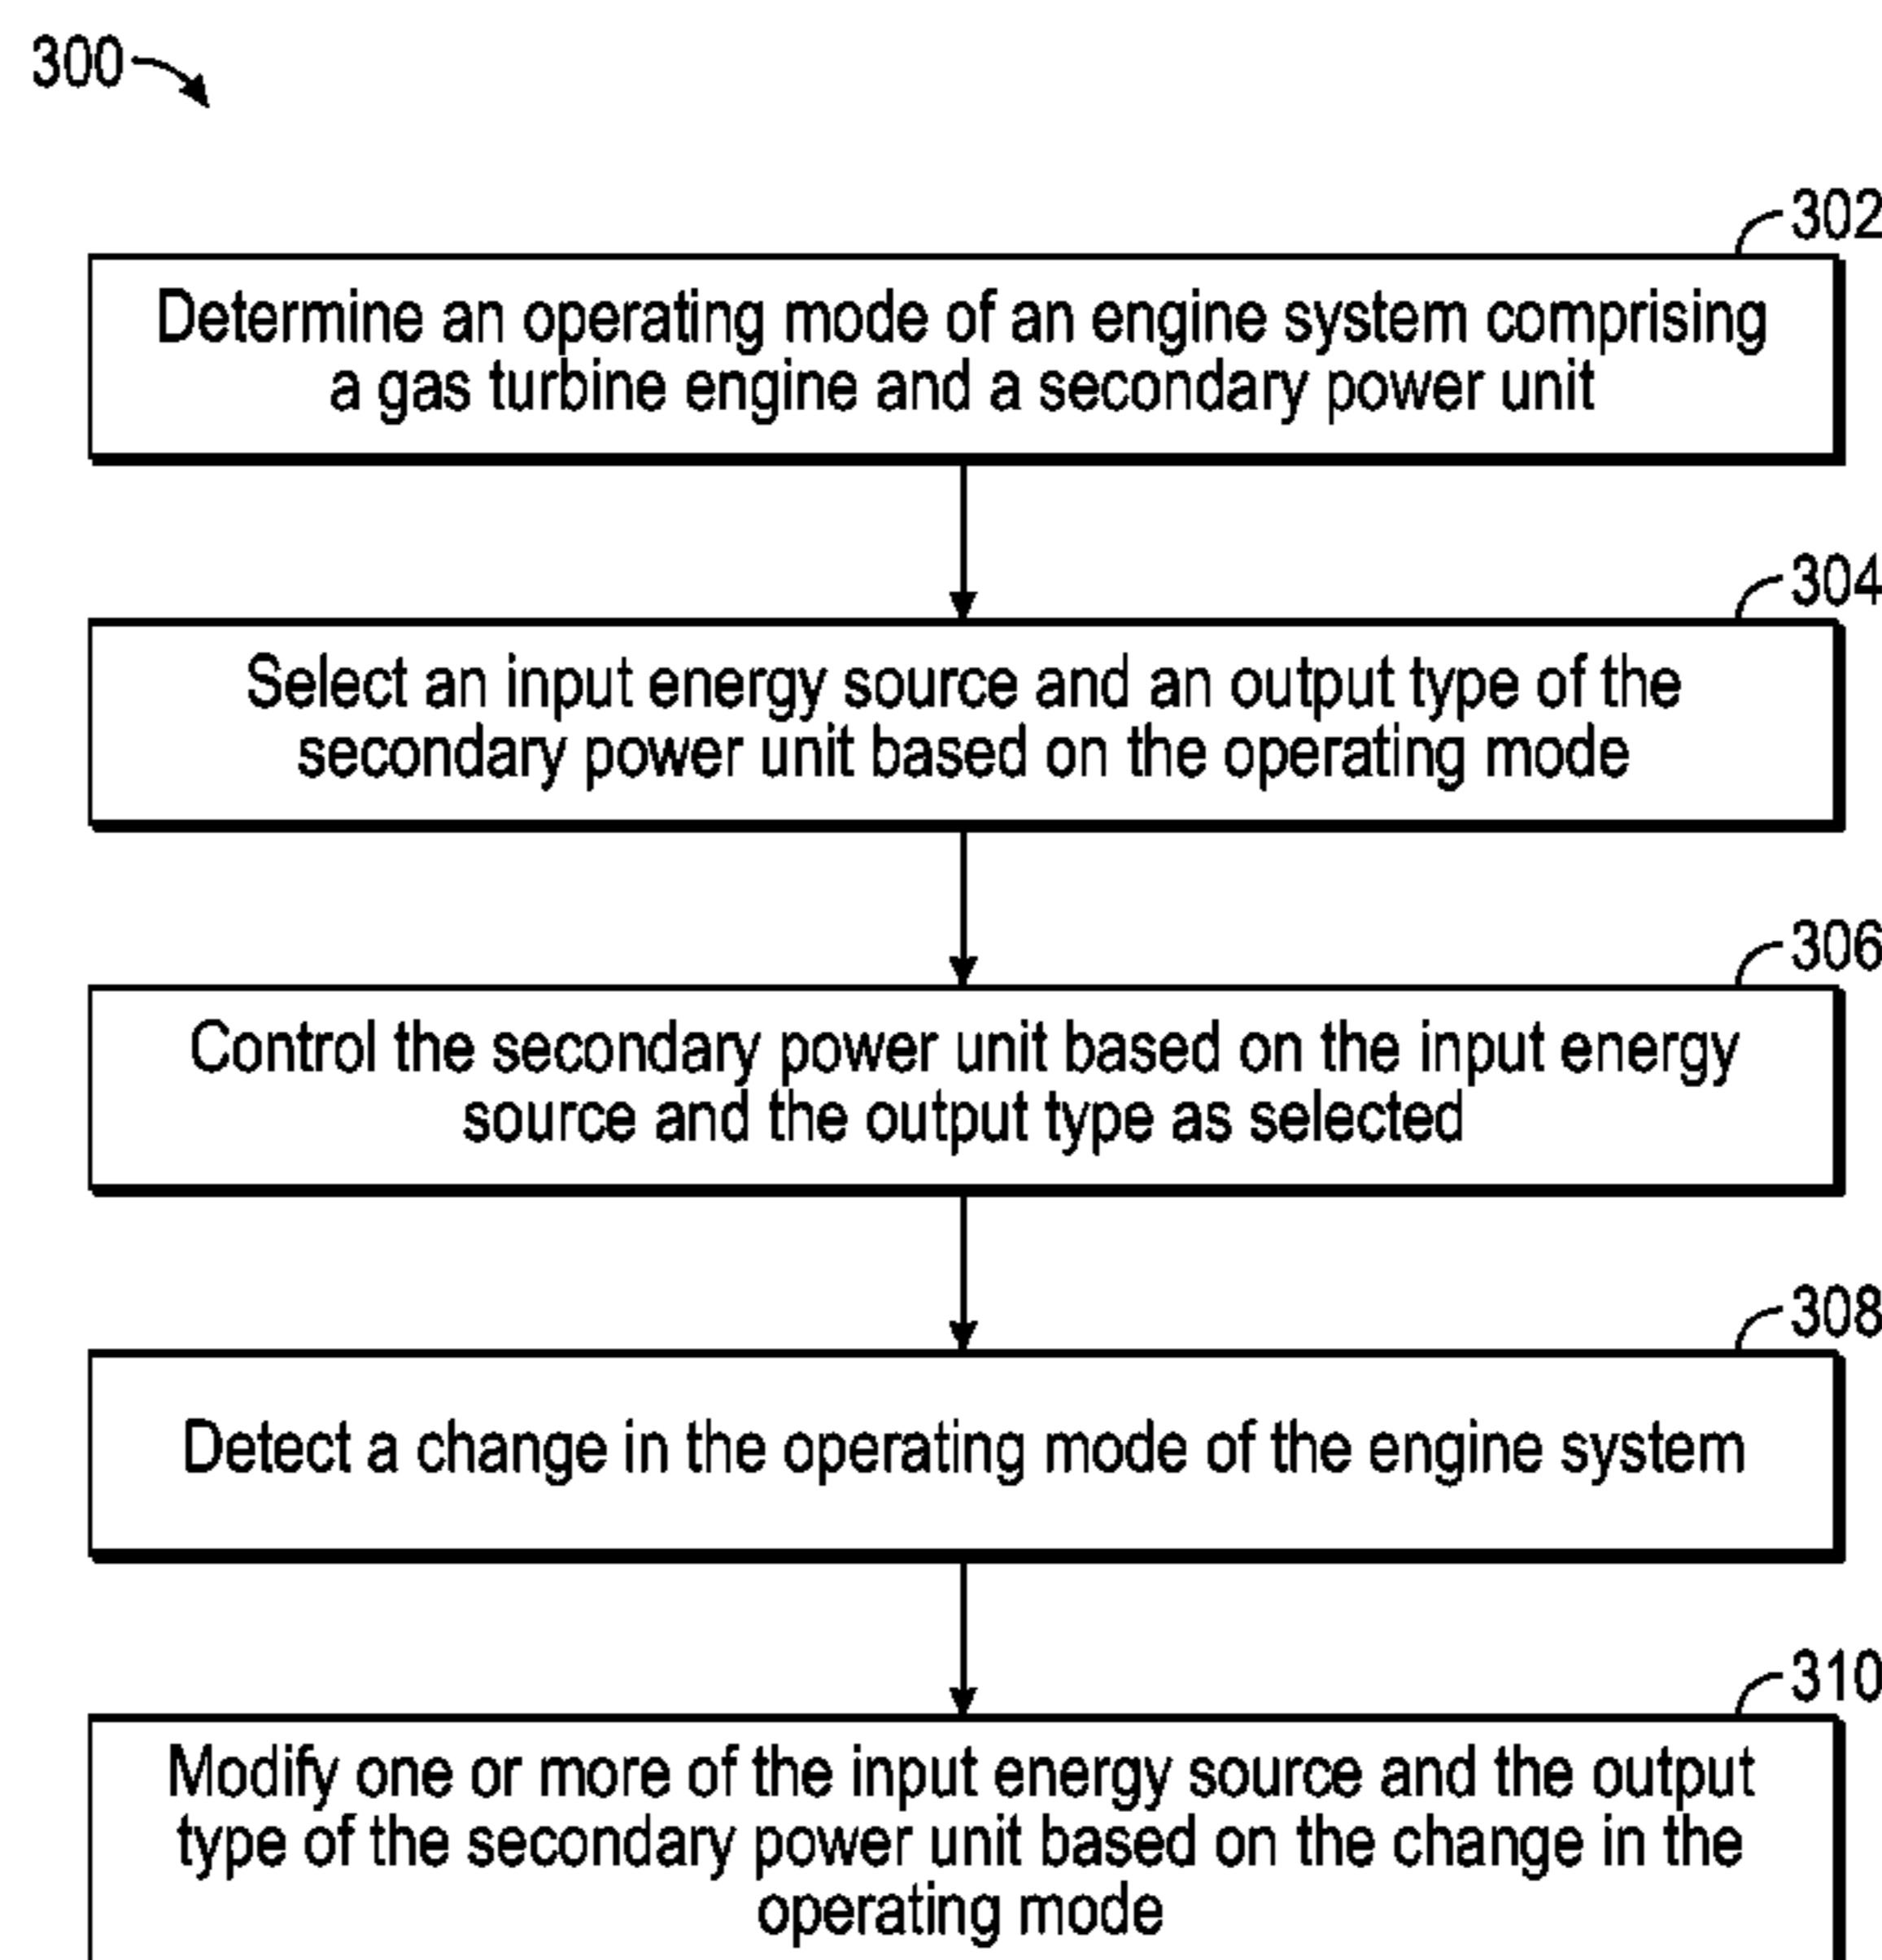 300
302
Determine an operating mode of an engine system comprising
a gas turbine engine and a secondary power unit
304
Select an input energy source and an output type of the
secondary power unit based on the operating mode
306
Control the secondary power unit based on the input energy
source and the output type as selected
308
Detect a change in the operating mode of the engine system
310
Modify one or more of the input energy source and the output
type of the secondary power unit based on the change in the
operating mode